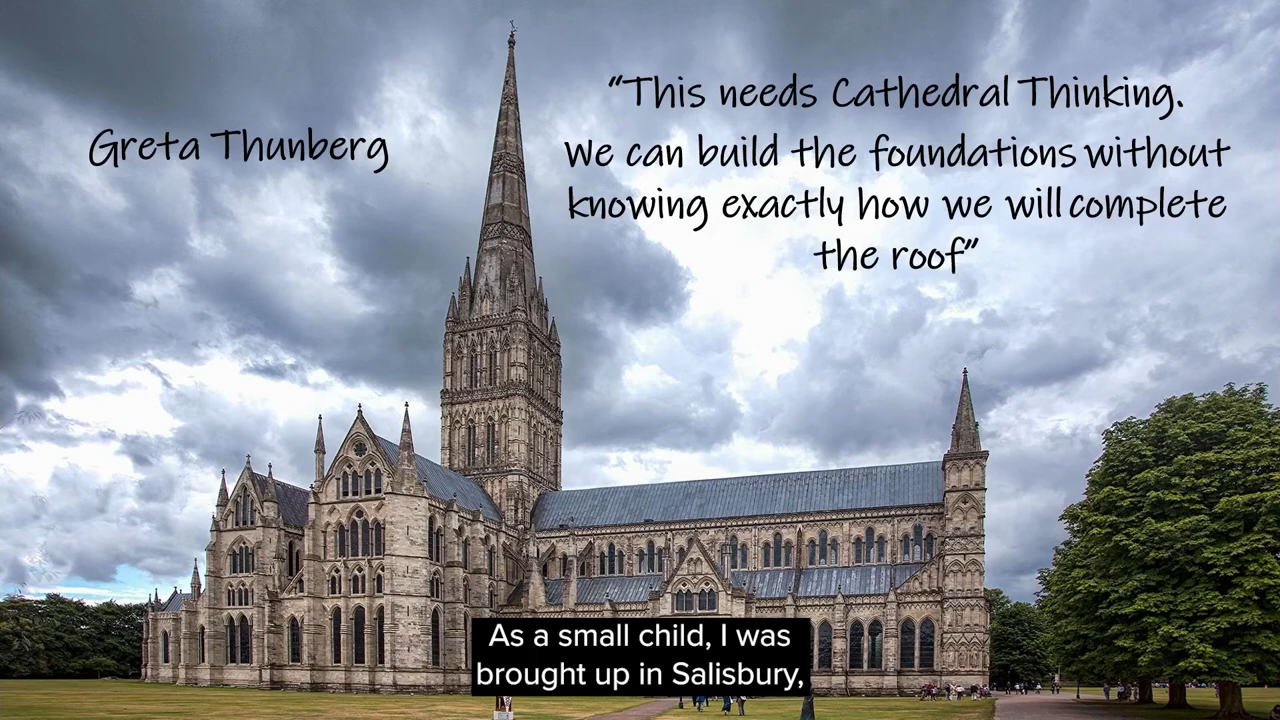 Greta Thunberg
“This needs Cathedral Thinking.
We can build the foundations without
knowing exactly how we will complete
the roof”
As a small child, I was
brought up in Salisbury,